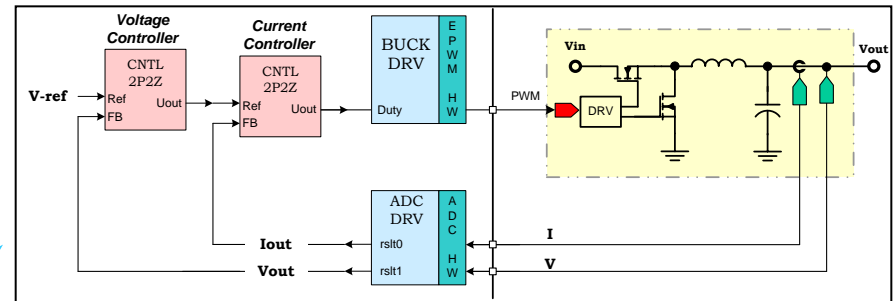 Voltage
Controller
Current
Controller
CNTL
2P2Z
Ref
FB
Uout
V-ref
CNTL
2P2Z
Ref
FB
Uout
BUCK
DRV
Duty
E
P
W
M
H
W
PWM
Vin
Vout
DRV
ADC
DRV
rslt0
rslt1
A
D
C
H
W
Iout
Vout
I
V